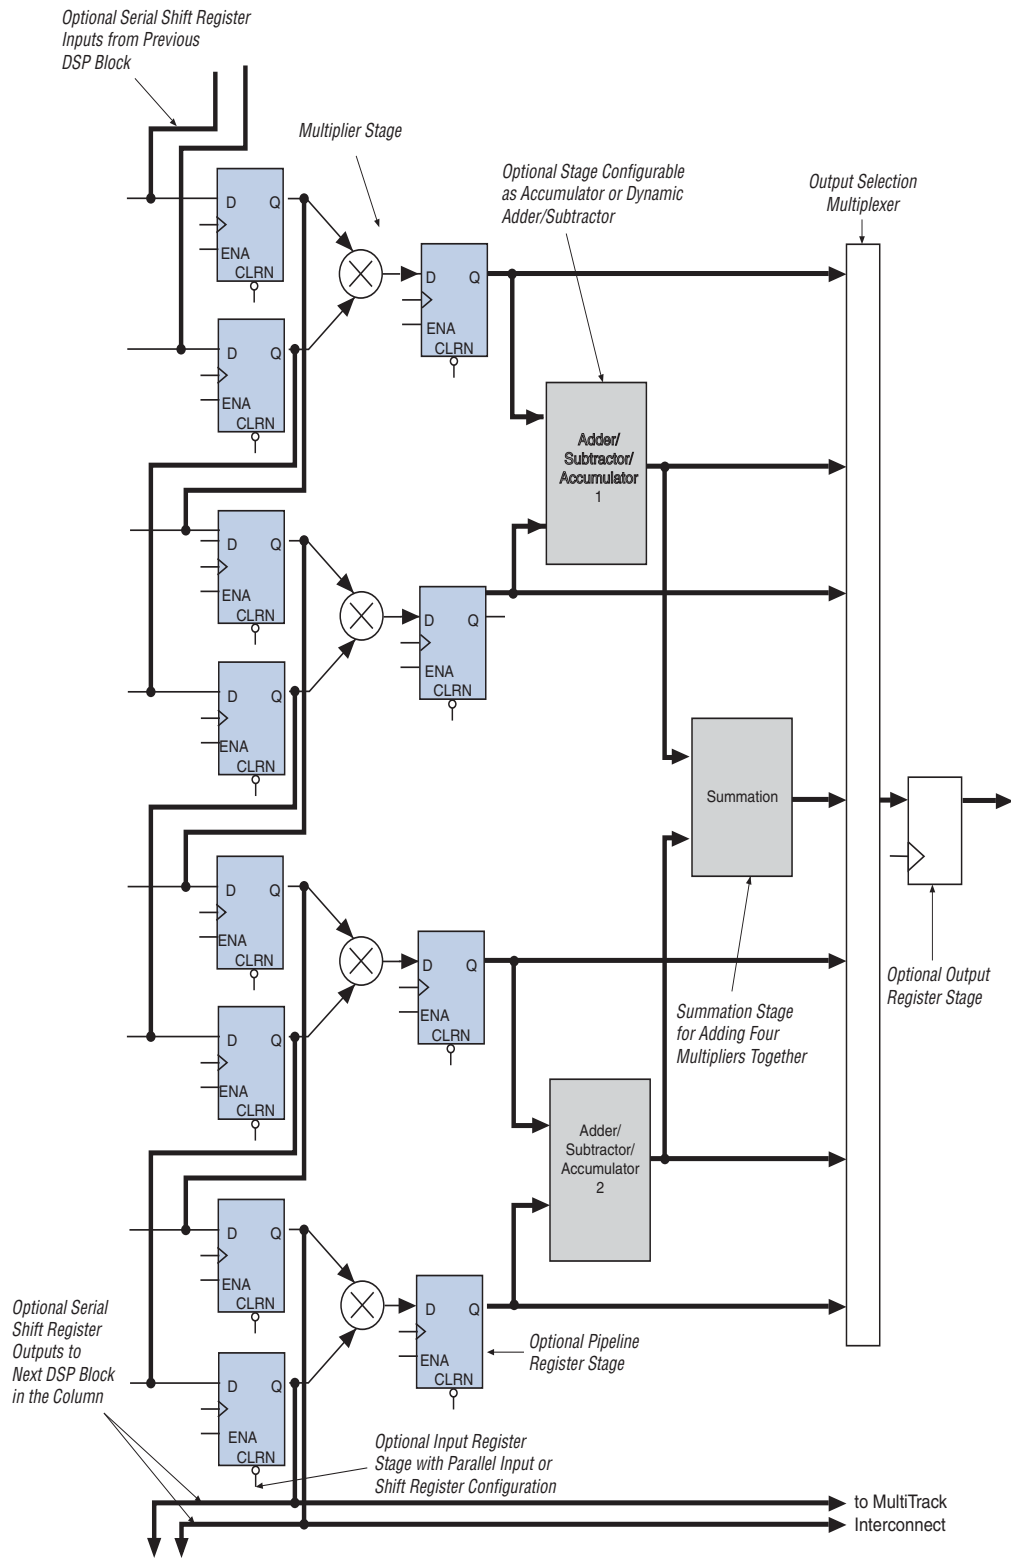 Optional Serial Shift Register
Inputs from Previous
DSP Block
Multiplier Stage
Optional Stage Configurable
as Accumulator or Dynamic
Adder/Subtractor
Output Selection
Multiplexer
D Q
ENA
CLRN
D Q
ENA
CLRN
D Q
ENA
CLRN
Adder/
Subtractor/
Accumulator
1
D Q
ENA
CLRN
D Q
ENA
CLRN
D Q
ENA
CLRN
Summation
D Q
ENA
CLRN
D Q
ENA
CLRN
D Q
ENA
CLRN
Summation Stage
for Adding Four
Multipliers Together
Optional Output
Register Stage
Adder/
Subtractor/
Accumulator
2
D Q
ENA
CLRN
D Q
ENA
CLRN
D Q
ENA
CLRN
Optional Serial
Shift Register
Outputs to
Next DSP Block
in the Column
Optional Pipeline
Register Stage
Optional Input Register
Stage with Parallel Input or
Shift Register Configuration
to MultiTrack
Interconnect